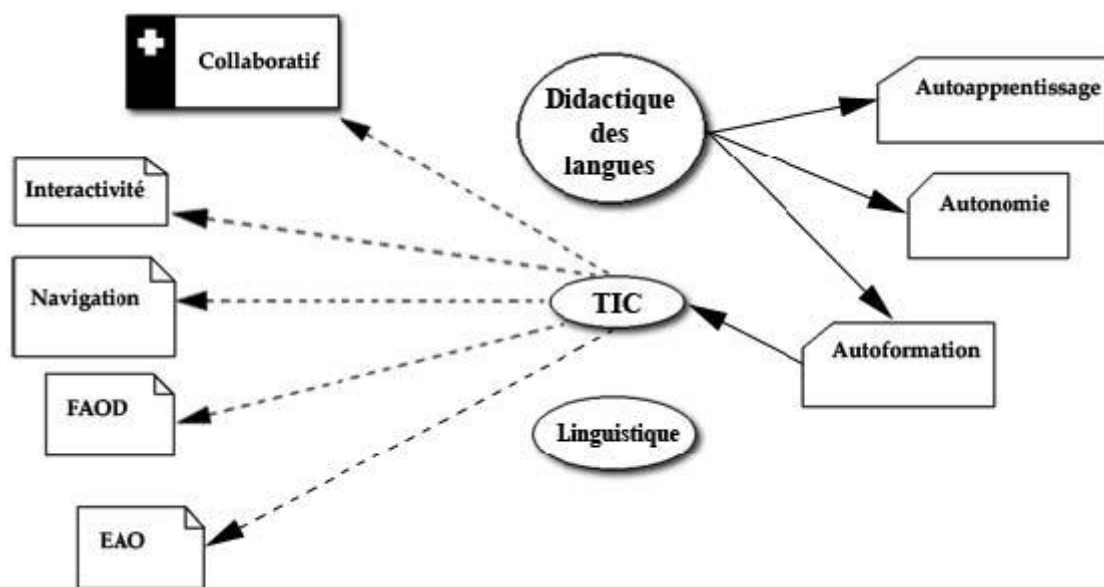 Collaboratif
Didactique
des
langues
Autoapprentissage
Interactivité
Autonomie
Navigation
TIC
Autoformation
FAOD
Linguistique
EAO